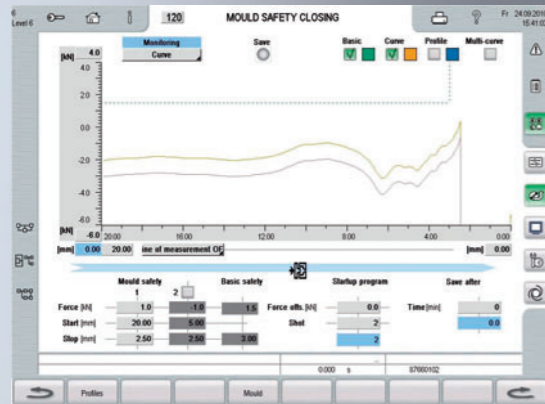 6
Level 6
120
MOULD SAFETY CLOSING
Fr 24.09.201
15:41:0
Monitoring
Curve
Save
Basic
Curve
Profile
Multi-curve
[kN]
4.0
4.0
2.0
0.0
-2.0
-4.0
-6.0
[kN]
-6.0
20.00
16.00
12.00
8.00
4.00
0.00
[mm]
0.00
20.00
ine of measurement OF
[mm]
0.00
Mould safety
Basic safety
Startup program
Save after
1
2
Force [kN]
1.0
-1.0
1.5
Force offs. [kN]
0.0
Time [min]
0
Start [mm]
20.00
5.00
Shot
2
0.0
Stop [mm]
2.50
2.50
3.00
2
0.000 s
87660102
Profiles
Mould